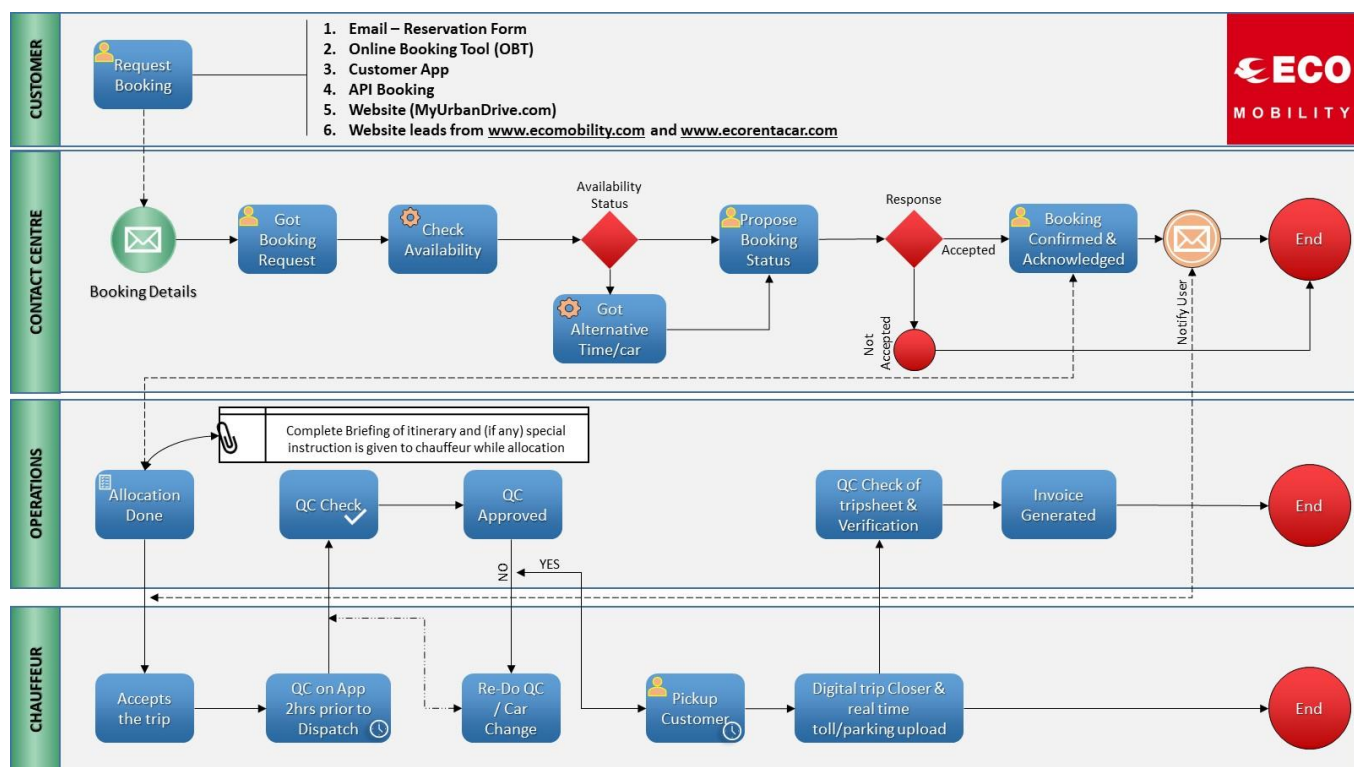 CUSTOMER
Request
Booking
1. Email – Reservation Form
2. Online Booking Tool (OBT)
3. Customer App
4. API Booking
5. Website (MyUrbanDrive.com)
6. Website leads from www.ecomobility.com and www.ecorentacar.com
ECO
MOBILITY
CONTACT CENTRE
Booking Details
Got
Booking
Request
Check
Availability
Availability
Status
Got
Alternative
Time/car
Propose
Booking
Status
Response
Accepted
Not
Accepted
Booking
Confirmed &
Acknowledged
Notify User
End
OPERATIONS
Complete Briefing of itinerary and (if any) special
instruction is given to chauffeur while allocation
Allocation
Done
QC Check
QC
Approved
NO
YES
QC Check of
tripsheet &
Verification
Invoice
Generated
End
CHAUFFEUR
Accepts
the trip
QC on App
2hrs prior to
Dispatch
Re-Do QC
/ Car
Change
Pickup
Customer
Digital trip Closer &
real time
toll/parking upload
End